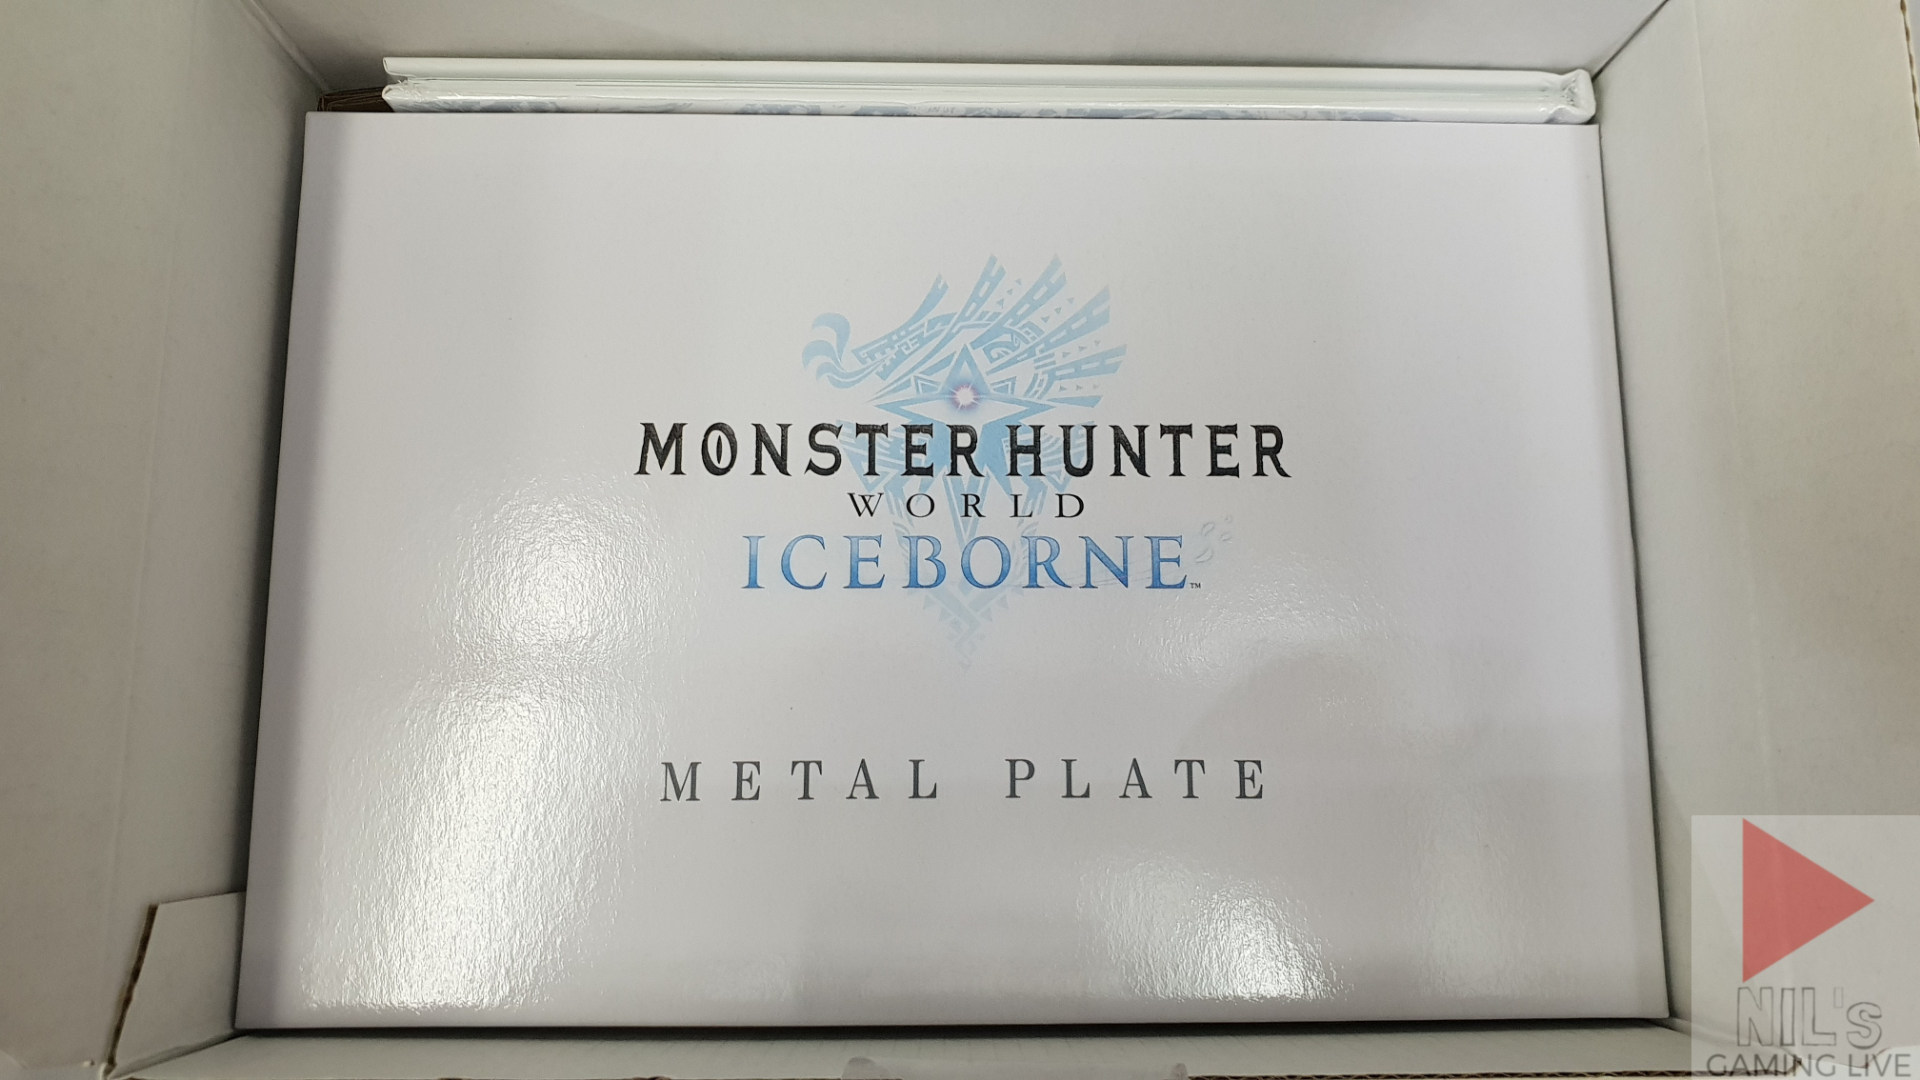 MONSTER HUNTER
WORLD
ICEBORNE™
METAL PLATE
NIL's
GAMING LIVE